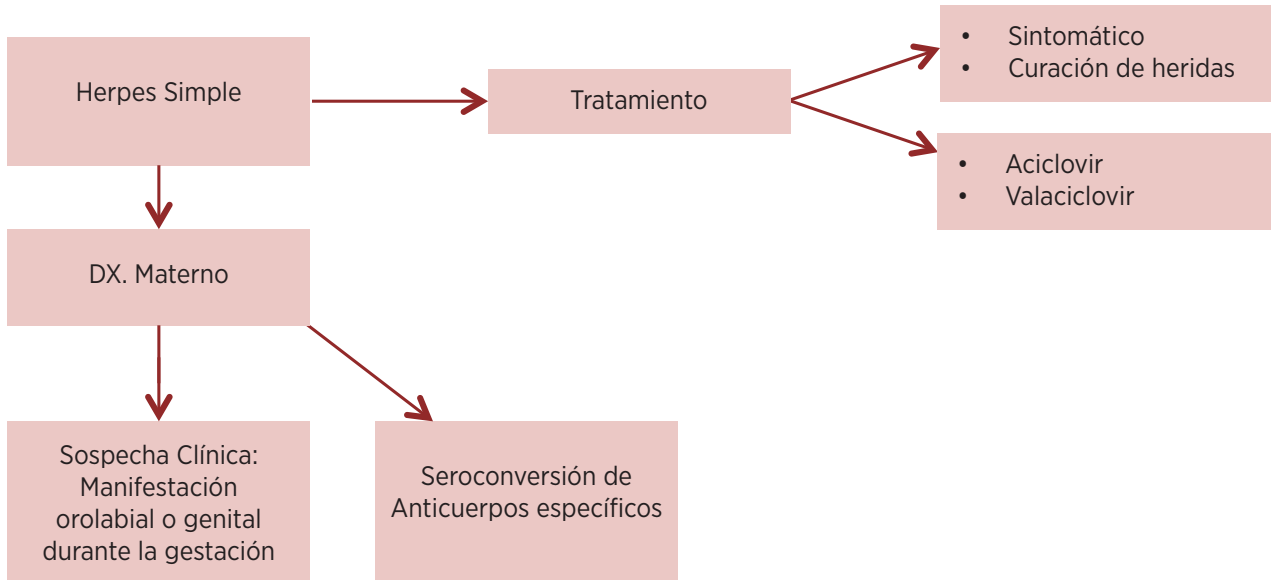 Herpes Simple
Tratamiento
• Sintomático
• Curación de heridas
• Aciclovir
• Valaciclovir
DX. Materno
Sospecha Clínica:
Manifestación
orolabial o genital
durante la gestación
Seroconversión de
Anticuerpos específicos